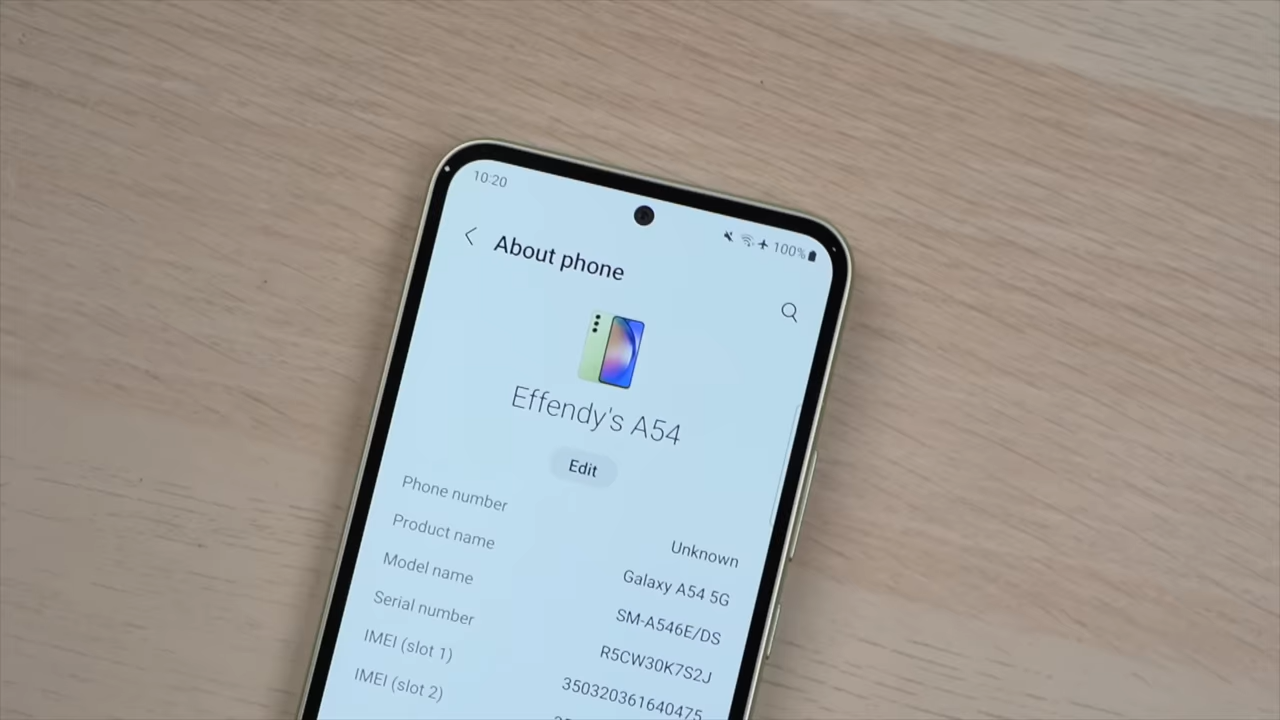 10:20
100%
About phone
Effendy's A54
Edit
Phone number Unknown
Product name Galaxy A54 5G
Model name SM-A546E/DS
Serial number R5CW30K7S2J
IMEI (slot 1) 350320361640475
IMEI (slot 2)